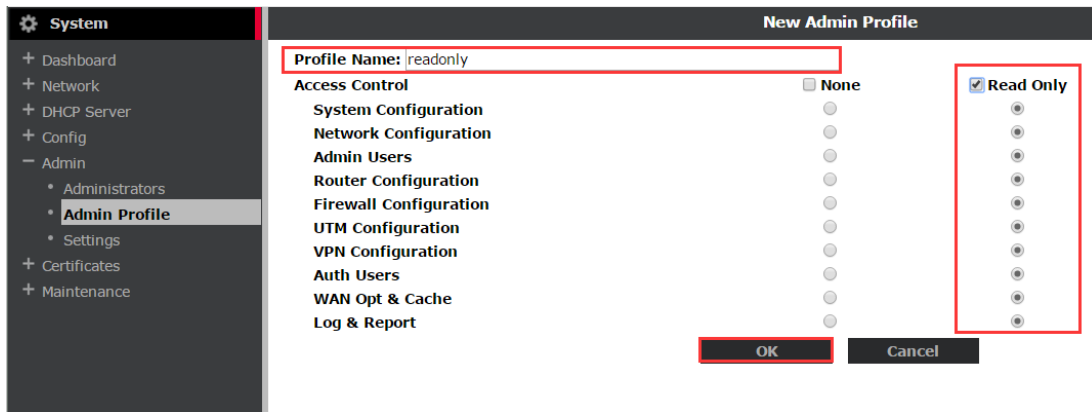 System
New Admin Profile
+ Dashboard
Profile Name: readonly
+ Network
Access Control None Read Only
+ DHCP Server
System Configuration
+ Config
Network Configuration
− Admin
Admin Users
• Administrators
Router Configuration
• Admin Profile
Firewall Configuration
• Settings
UTM Configuration
+ Certificates
VPN Configuration
+ Maintenance
Auth Users
WAN Opt & Cache
Log & Report
OK Cancel